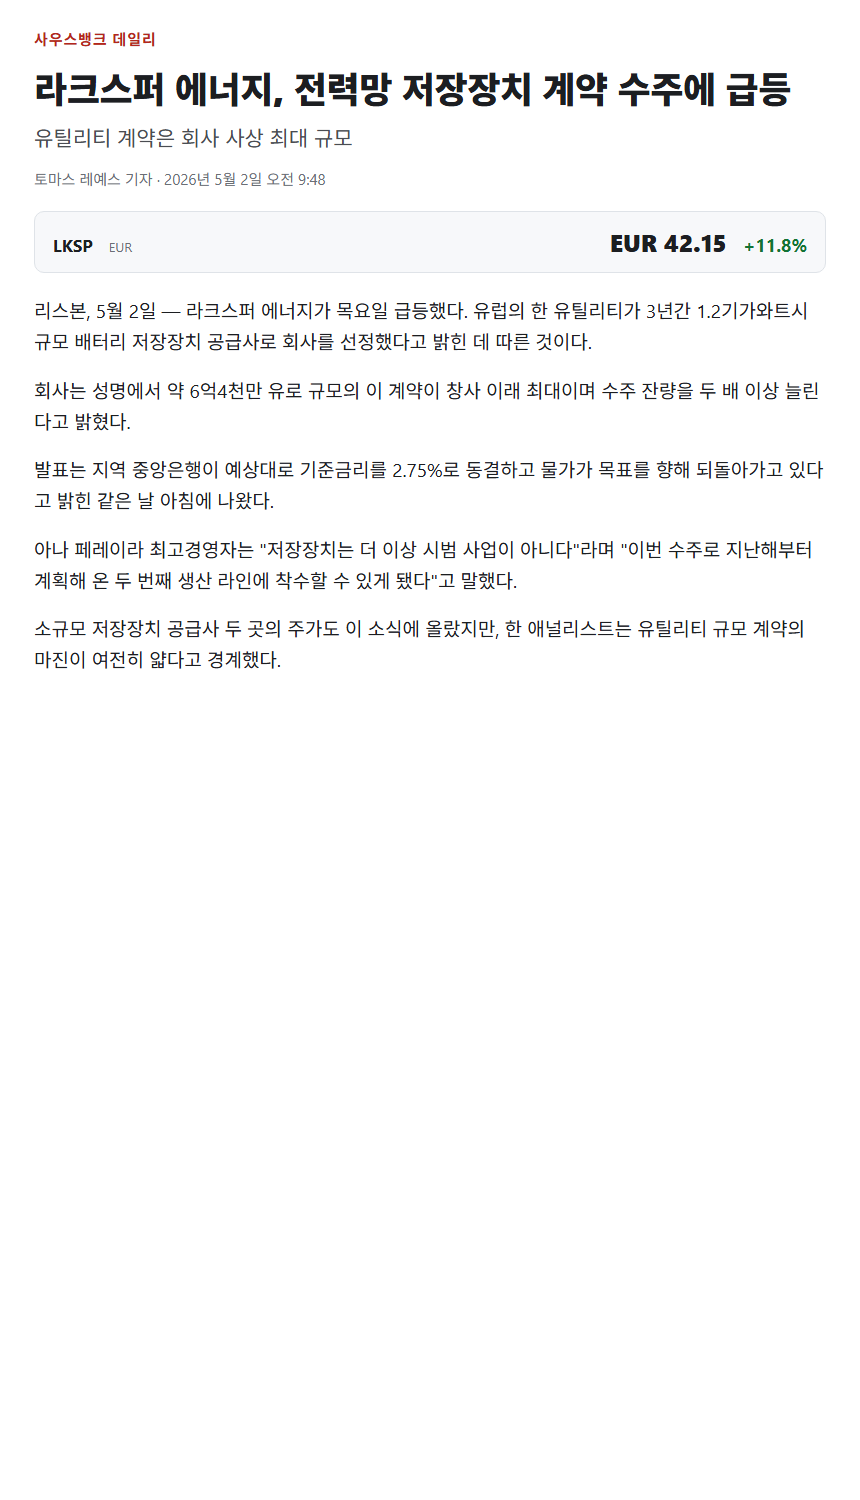 사우스뱅크 데일리
라크스퍼 에너지, 전력망 저장장치 계약 수주에 급등
유틸리티 계약은 회사 사상 최대 규모
토마스 레예스 기자 · 2026년 5월 2일 오전 9:48
LKSP EUR EUR 42.15 +11.8%
리스본, 5월 2일 — 라크스퍼 에너지가 목요일 급등했다. 유럽의 한 유틸리티가 3년간 1.2기가와트시
규모 배터리 저장장치 공급사로 회사를 선정했다고 밝힌 데 따른 것이다.
회사는 성명에서 약 6억4천만 유로 규모의 이 계약이 창사 이래 최대이며 수주 잔량을 두 배 이상 늘린
다고 밝혔다.
발표는 지역 중앙은행이 예상대로 기준금리를 2.75%로 동결하고 물가가 목표를 향해 되돌아가고 있다
고 밝힌 같은 날 아침에 나왔다.
아나 페레이라 최고경영자는 "저장장치는 더 이상 시범 사업이 아니다"라며 "이번 수주로 지난해부터
계획해 온 두 번째 생산 라인에 착수할 수 있게 됐다"고 말했다.
소규모 저장장치 공급사 두 곳의 주가도 이 소식에 올랐지만, 한 애널리스트는 유틸리티 규모 계약의
마진이 여전히 얇다고 경계했다.